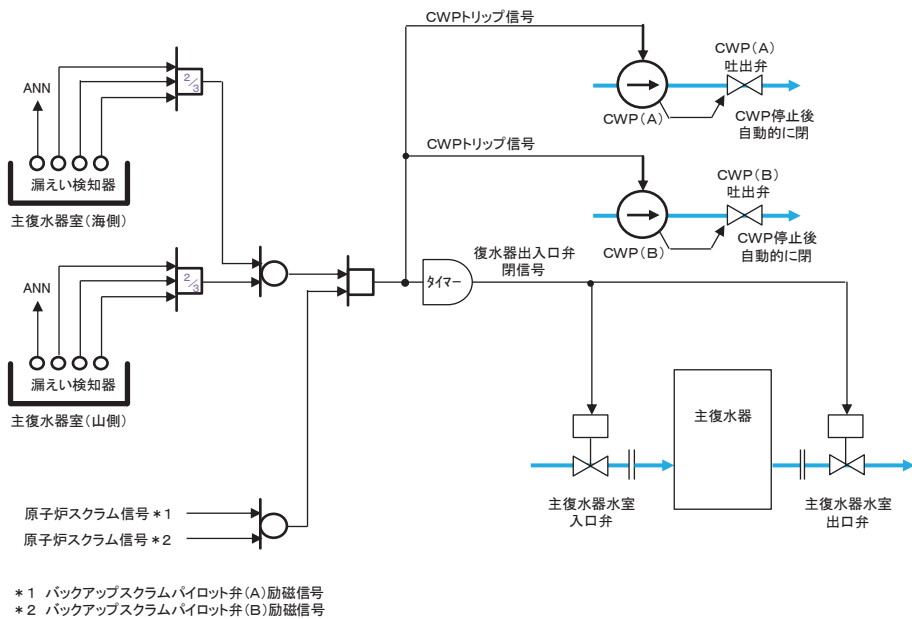 CWPトリップ信号
CWP(A)
吐出弁
ANN
2/3
CWP(A)
CWP停止後
自動的に閉
漏えい検知器
CWPトリップ信号
主復水器室(海側)
CWP(B)
吐出弁
CWP(B)
CWP停止後
自動的に閉
復水器出入口弁
閉信号
ANN
2/3
タイマー
漏えい検知器
主復水器室(山側)
主復水器
主復水器水室
入口弁
主復水器水室
出口弁
原子炉スクラム信号*1
原子炉スクラム信号*2
*1 バックアップスクラムパイロット弁(A)励磁信号
*2 バックアップスクラムパイロット弁(B)励磁信号